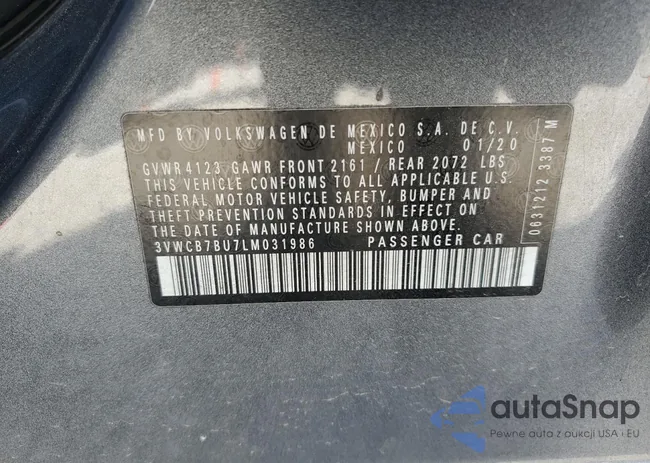 MFD BY VOLKSWAGEN DE MEXICO S.A. DE C.V.
MEXICO 01/20
GVWR 4123 GAWR FRONT 2161 / REAR 2072 LBS
THIS VEHICLE CONFORMS TO ALL APPLICABLE U.S.
FEDERAL MOTOR VEHICLE SAFETY, BUMPER AND
THEFT PREVENTION STANDARDS IN EFFECT ON
THE DATE OF MANUFACTURE SHOWN ABOVE.
3VWCB7BU7LM031986 PASSENGER CAR
0631212 3387 M
autaSnap
Pewne auta z aukcji USA i EU